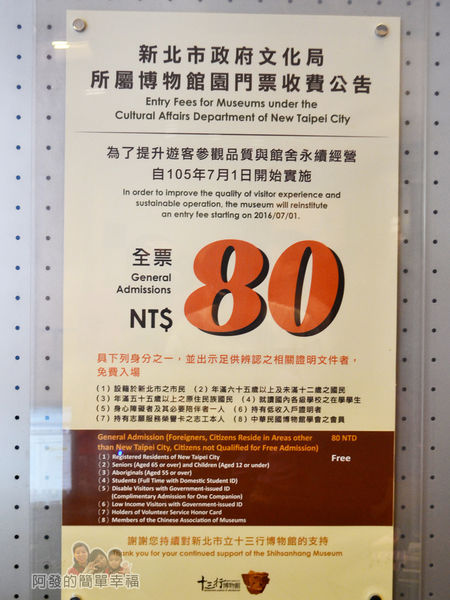 新北市政府文化局
所屬博物館園門票收費公告
Entry Fees for Museums under the
Cultural Affairs Department of New Taipei City
為了提升遊客參觀品質與館舍永續經營
自105年7月1日開始實施
In order to improve the quality of visitor experience and
sustainable operation, the museum will reinstitute
an entry fee starting on 2016/07/01.
全票
General
Admissions
NT$ 80
具下列身分之一，並出示足供辨認之相關證明文件者，
免費入場
（1）設籍於新北市之市民 （2）年滿六十五歲以上及未滿十二歲之國民
（3）年滿五十五歲以上之原住民族國民 （4）就讀國內各級學校之在學學生
（5）身心障礙者及其必要陪伴者一人 （6）持有低收入戶證明者
（7）持有志願服務榮譽卡之志工本人 （8）中華民國博物館學會之會員
General Admission (Foreigners, Citizens Reside in Areas other 80 NTD
than New Taipei City, Citizens not Qualified for Free Admission)
（1）Registered Residents of New Taipei City Free
（2）Seniors (Aged 65 or over) and Children (Aged 12 or under)
（3）Aboriginals (Aged 55 or over)
（4）Students (Full Time with Domestic Student ID)
（5）Disable Visitors with Government-issued ID
(Complimentary Admission for One Companion)
（6）Low Income Visitors with Government-issued ID
（7）Holders of Volunteer Service Honor Card
（8）Members of the Chinese Association of Museums
謝謝您持續對新北市立十三行博物館的支持
Thank you for your continued support of the Shihsanhang Museum
十三行博物館
阿發的簡單幸福